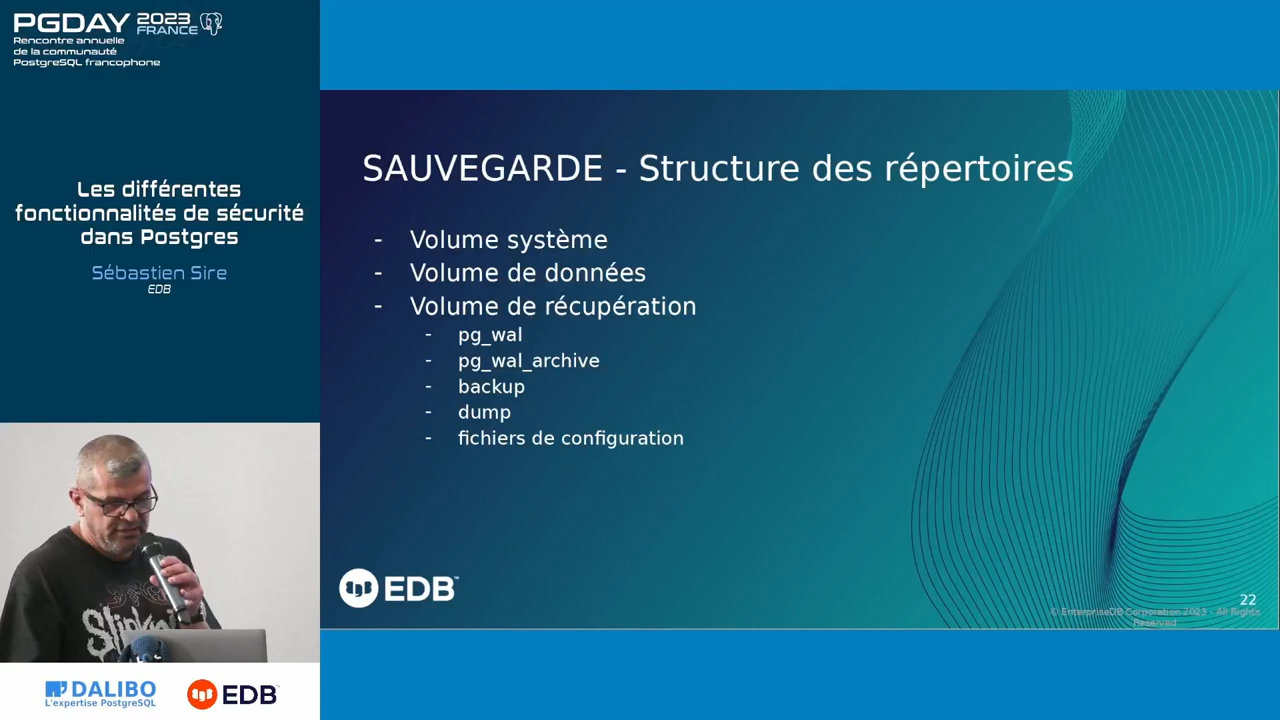 PGDAY 2023 FRANCE
Rencontre annuelle
de la communauté
PostgreSQL francophone
Les différentes
fonctionnalités de sécurité
dans Postgres
Sébastien Sire
EDB
SAUVEGARDE - Structure des répertoires
- Volume système
- Volume de données
- Volume de récupération
- pg_wal
- pg_wal_archive
- backup
- dump
- fichiers de configuration
EDB™
22
© EnterpriseDB Corporation 2023 - All Rights
Reserved
DALIBO
L'expertise PostgreSQL
EDB